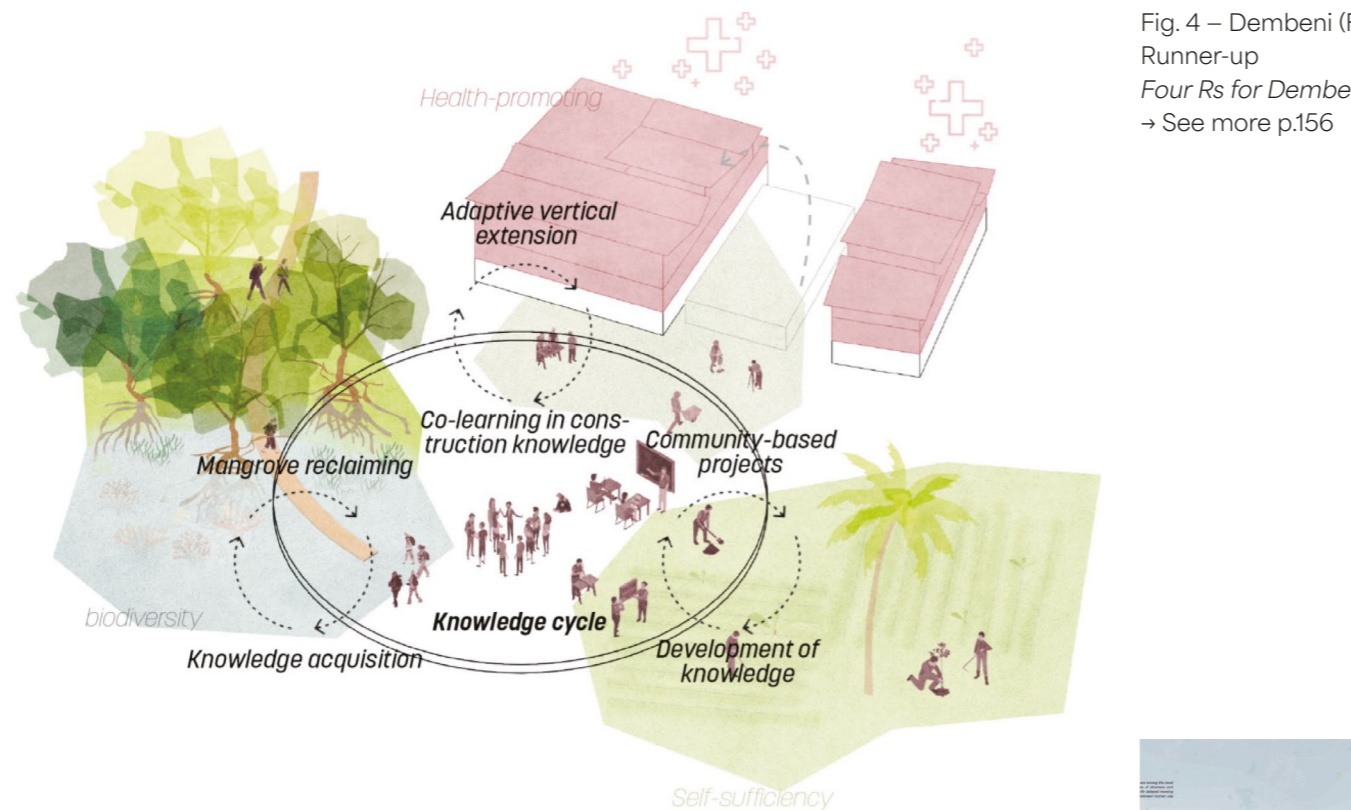 Health-promoting
Adaptive vertical
extension
Co-learning in cons-
truction knowledge
Community-based
projects
Mangrove reclaiming
biodiversity
Knowledge cycle
Knowledge acquisition
Development of
knowledge
Self-sufficiency
Fig. 4 – Dembeni (
Runner-up
Four Rs for
→ See more p.156